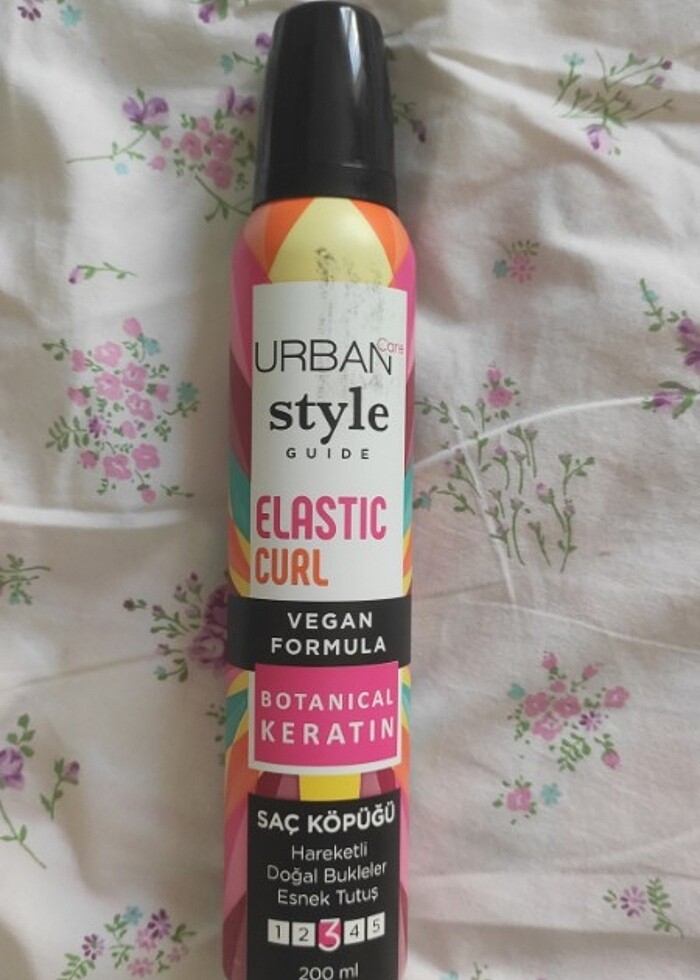 URBAN Care
style
GUIDE
ELASTIC
CURL
VEGAN
FORMULA
BOTANICAL
KERATIN
SAÇ KÖPÜĞÜ
Hareketli
Doğal Bukleler
Esnek Tutuş
1 2 3 4 5
200 ml